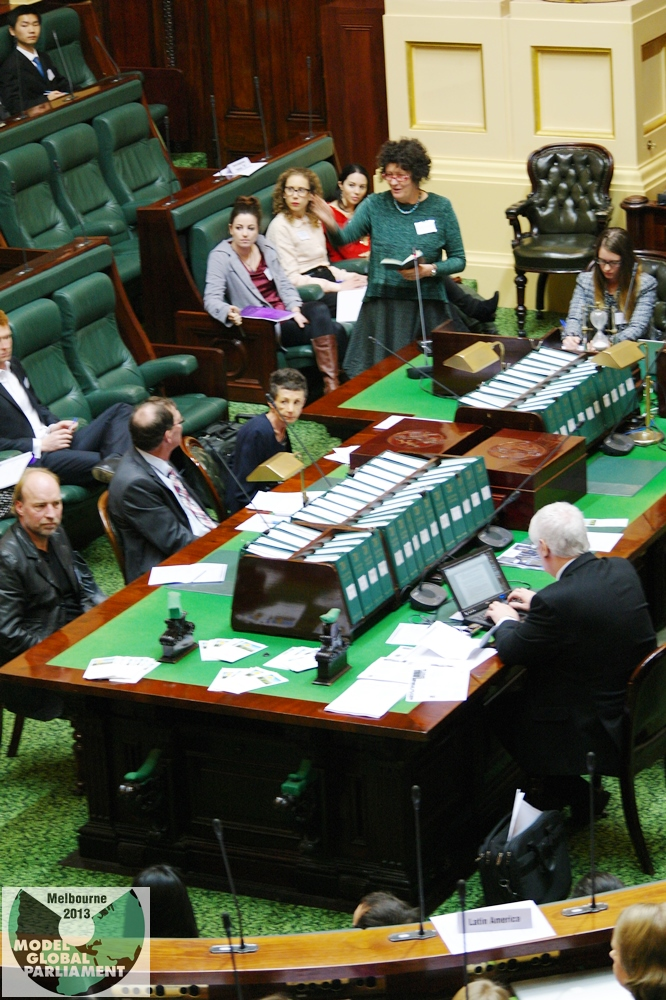 Latin America
Melbourne
2013
MODEL
GLOBAL
PARLIAMENT